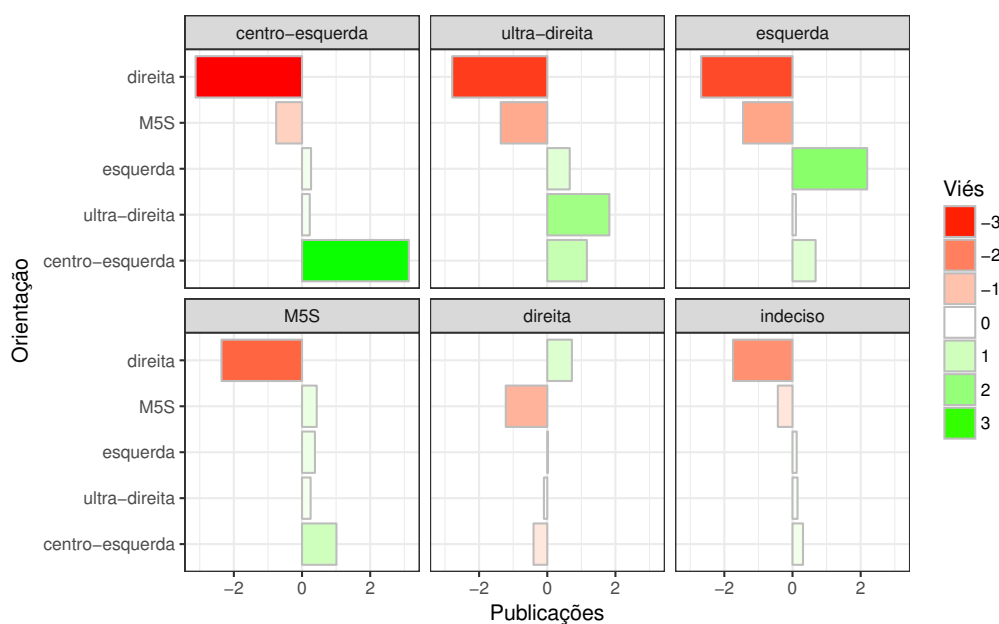 centro−esquerda
ultra−direita
esquerda
direita
M5S
esquerda
ultra−direita
centro−esquerda
M5S
direita
indeciso
direita
M5S
esquerda
ultra−direita
centro−esquerda
−2 0 2
−2 0 2
−2 0 2
Publicações
Orientação
Viés
−3
−2
−1
0
1
2
3